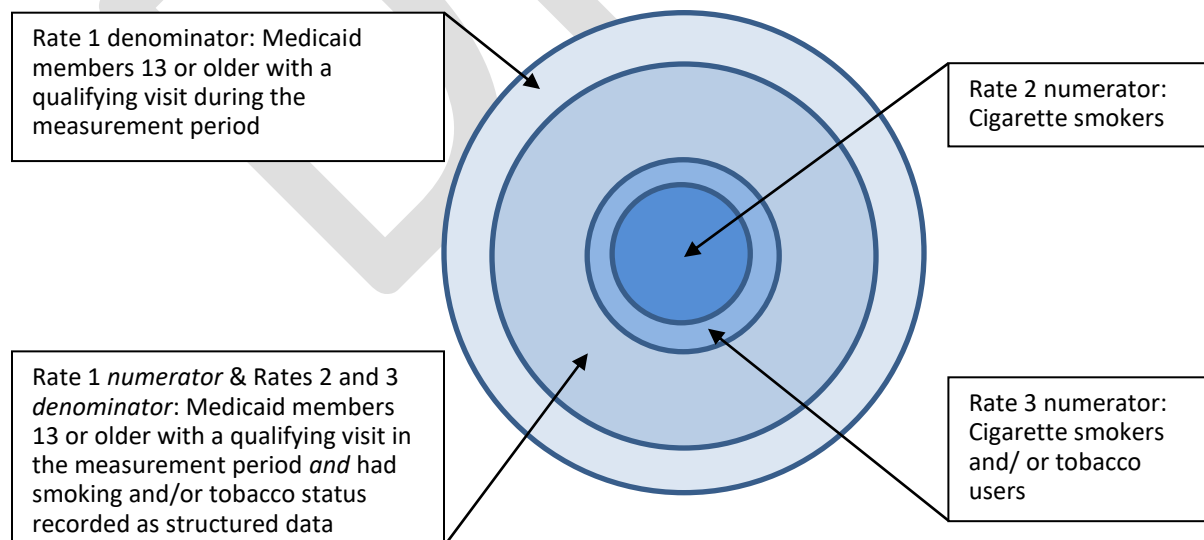 Rate 1 denominator: Medicaid
members 13 or older with a
qualifying visit during the
measurement period
Rate 2 numerator:
Cigarette smokers
Rate 1 numerator & Rates 2 and 3
denominator: Medicaid members
13 or older with a qualifying visit in
the measurement period and had
smoking and/or tobacco status
recorded as structured data
Rate 3 numerator:
Cigarette smokers
and/ or tobacco
users